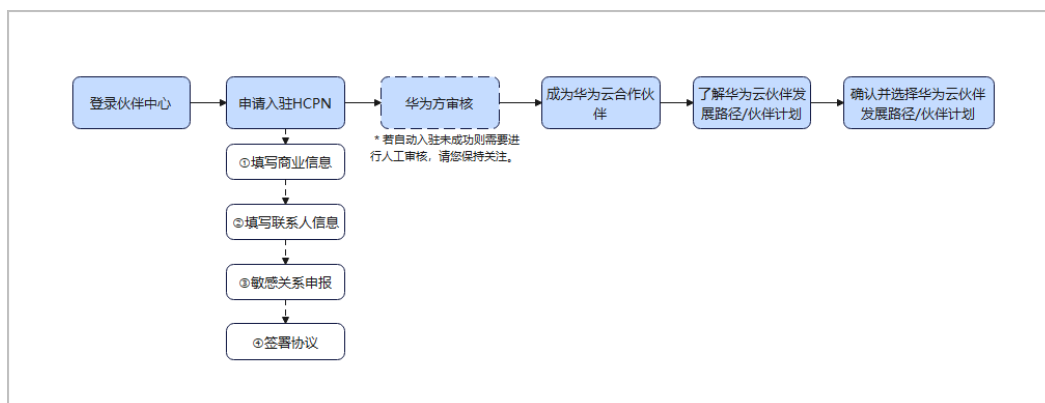 登录伙伴中心
申请入驻HCPN
华为方审核
成为华为云合作伙
伴
了解华为云伙伴发
展路径/伙伴计划
确认并选择华为云伙伴
发展路径/伙伴计划
* 若自动入驻未成功则需要进
行人工审核，请您保持关注。
①填写商业信息
②填写联系人信息
③敏感关系申报
④签署协议